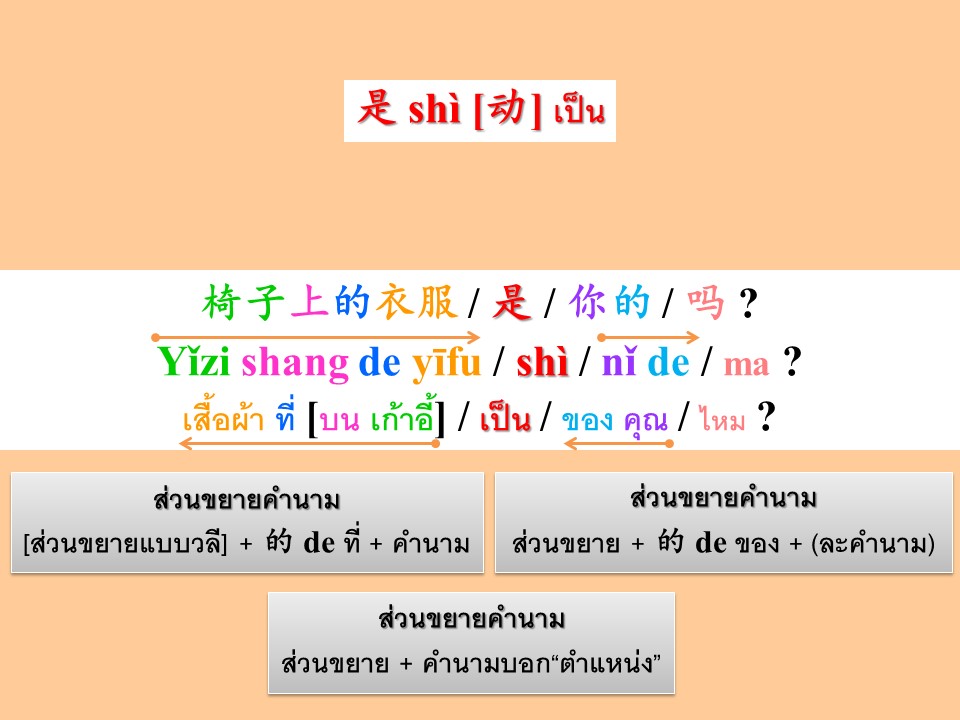 是 shì [动] เป็น
椅子上的衣服 / 是 / 你的 / 吗 ?
Yǐzi shang de yīfu / shì / nǐ de / ma ?
เสื้อผ้า ที่ [บน เก้าอี้] / เป็น / ของ คุณ / ไหม ?
ส่วนขยายคำนาม
[ส่วนขยายแบบวลี] + 的 de ที่ + คำนาม
ส่วนขยายคำนาม
ส่วนขยาย + 的 de ของ + (ละคำนาม)
ส่วนขยายคำนาม
ส่วนขยาย + คำนามบอก“ตำแหน่ง”